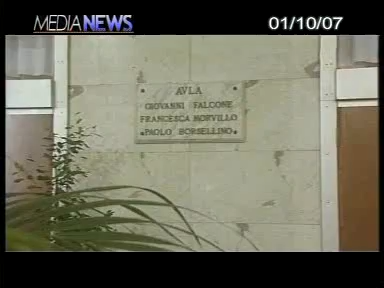 MEDIANEWS
01/10/07
AVLA
GIOVANNI FALCONE
FRANCESCA MORVILLO
PAOLO BORSELLINO